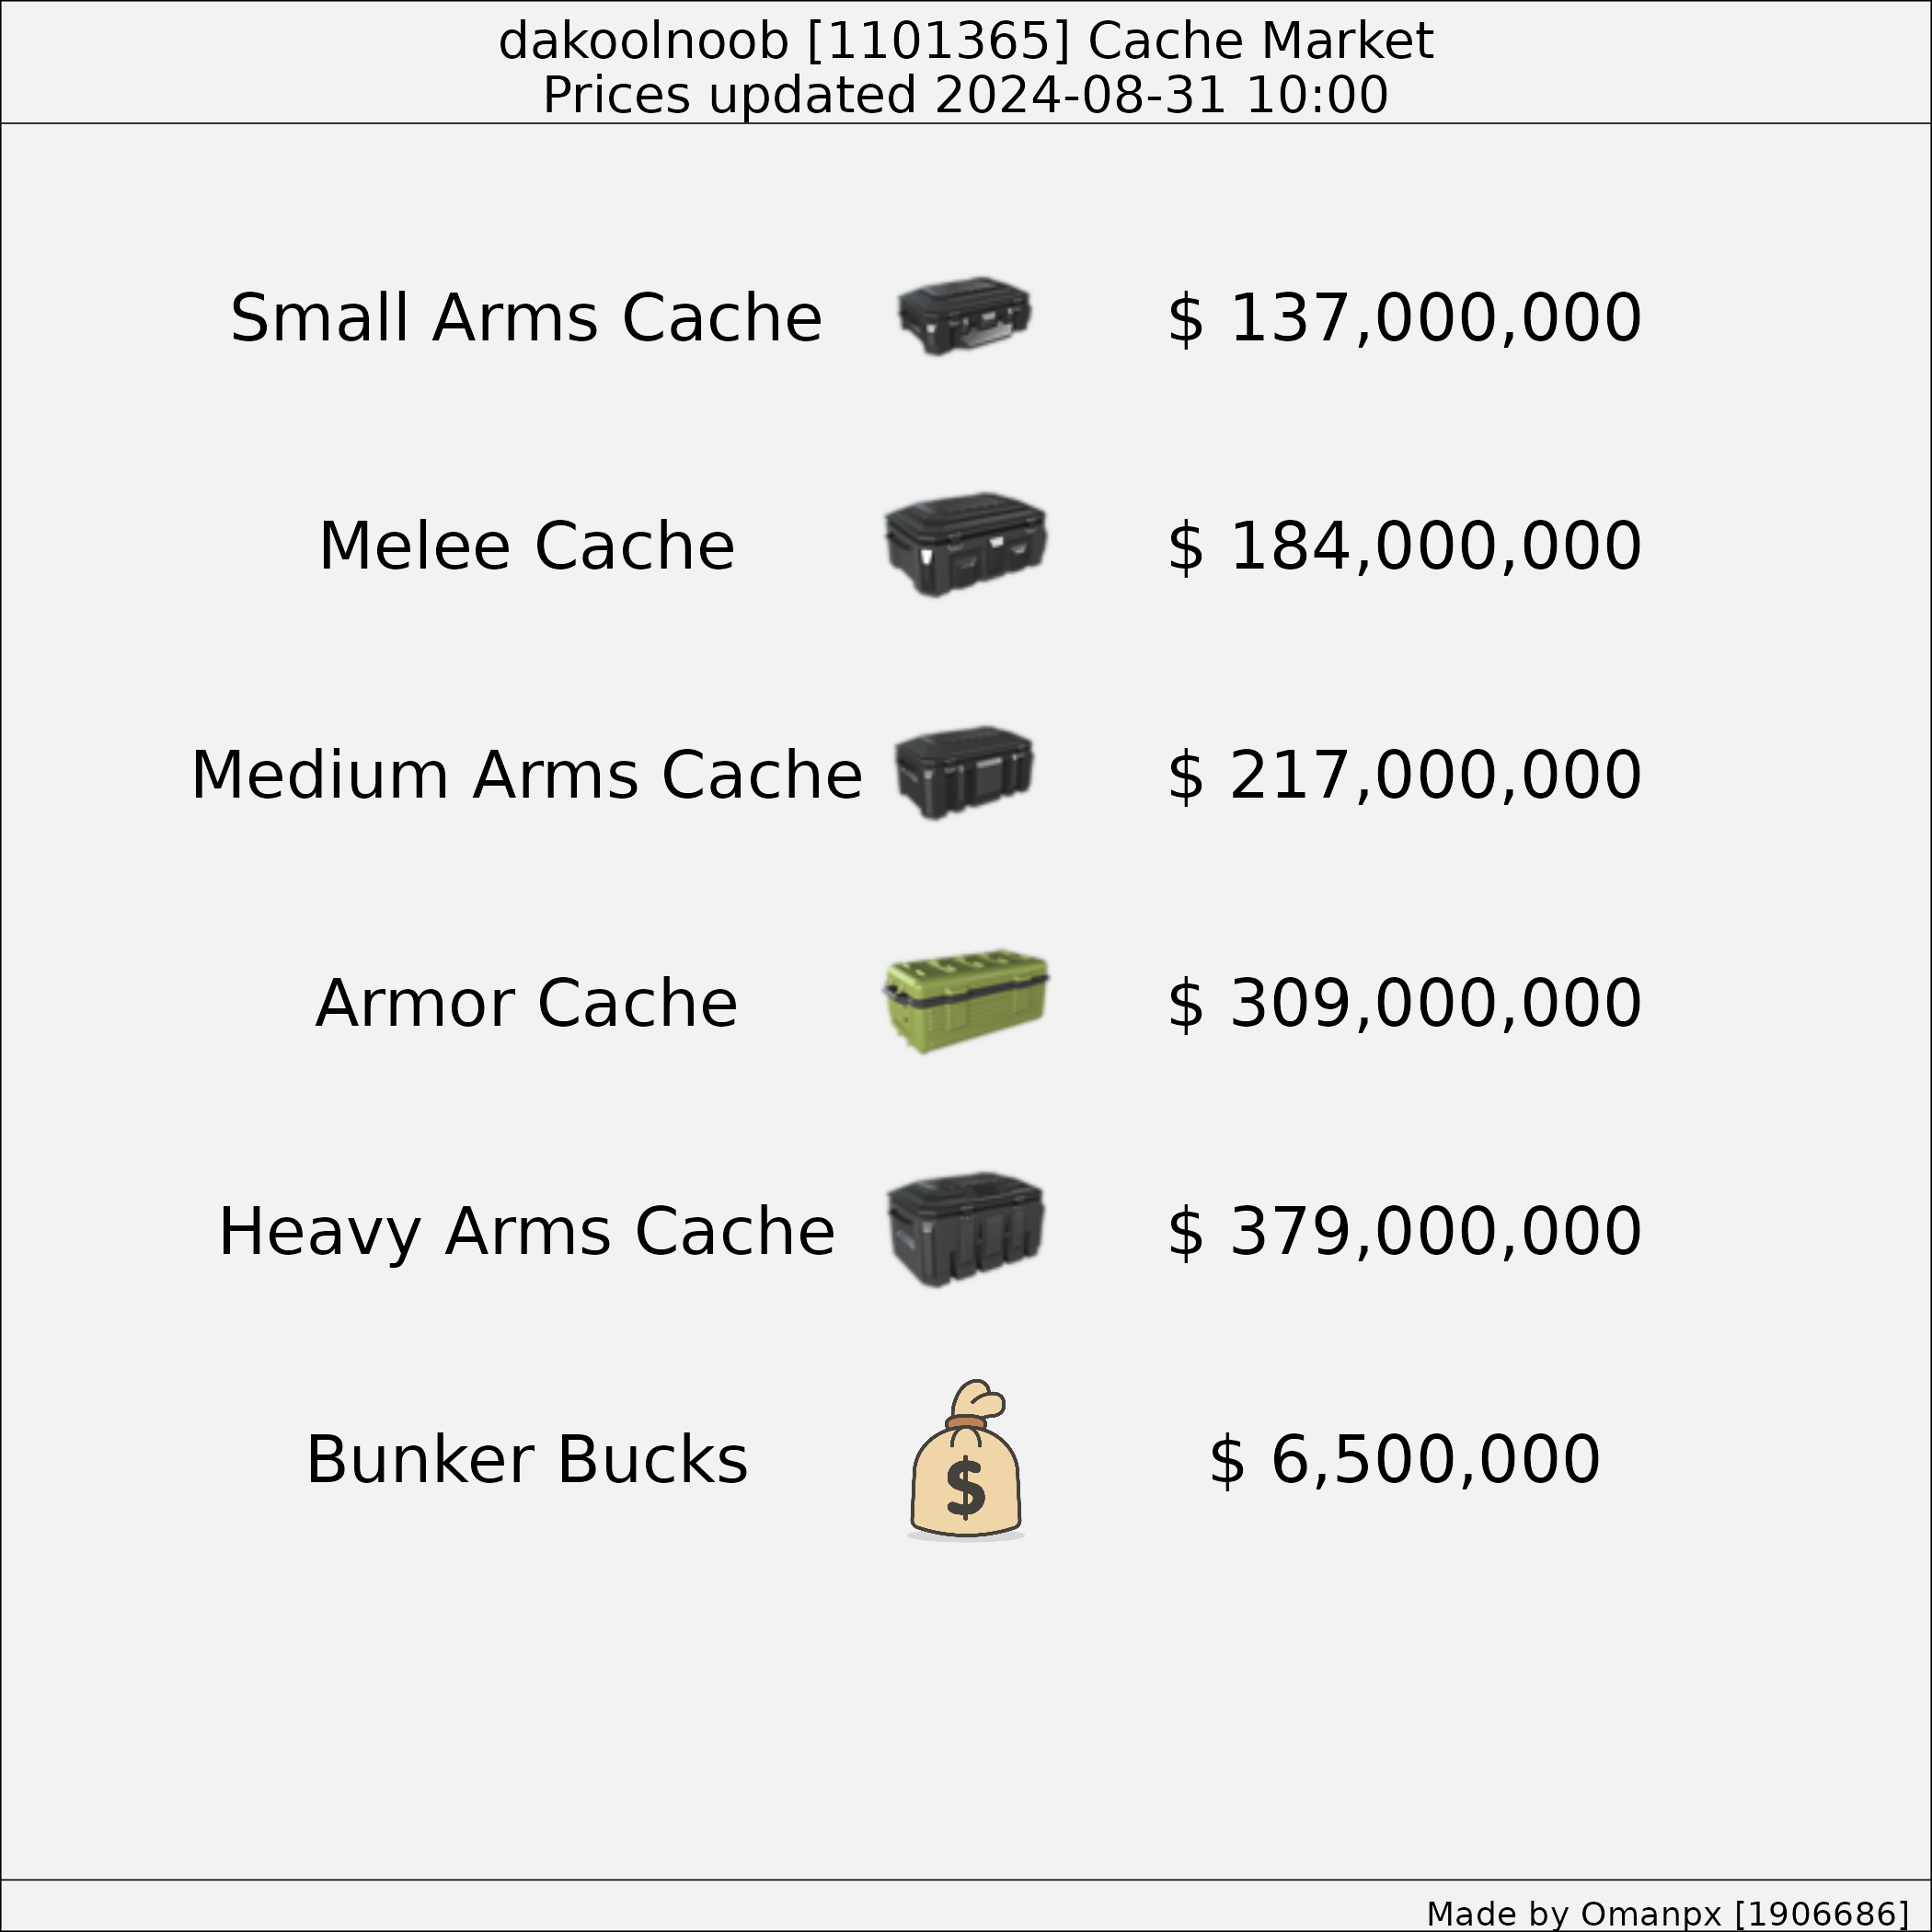 dakoolnoob [1101365] Cache Market
Prices updated 2024-08-31 10:00
Small Arms Cache $ 137,000,000
Melee Cache $ 184,000,000
Medium Arms Cache $ 217,000,000
Armor Cache $ 309,000,000
Heavy Arms Cache $ 379,000,000
Bunker Bucks $ $ 6,500,000
Made by Omanpx [1906686]